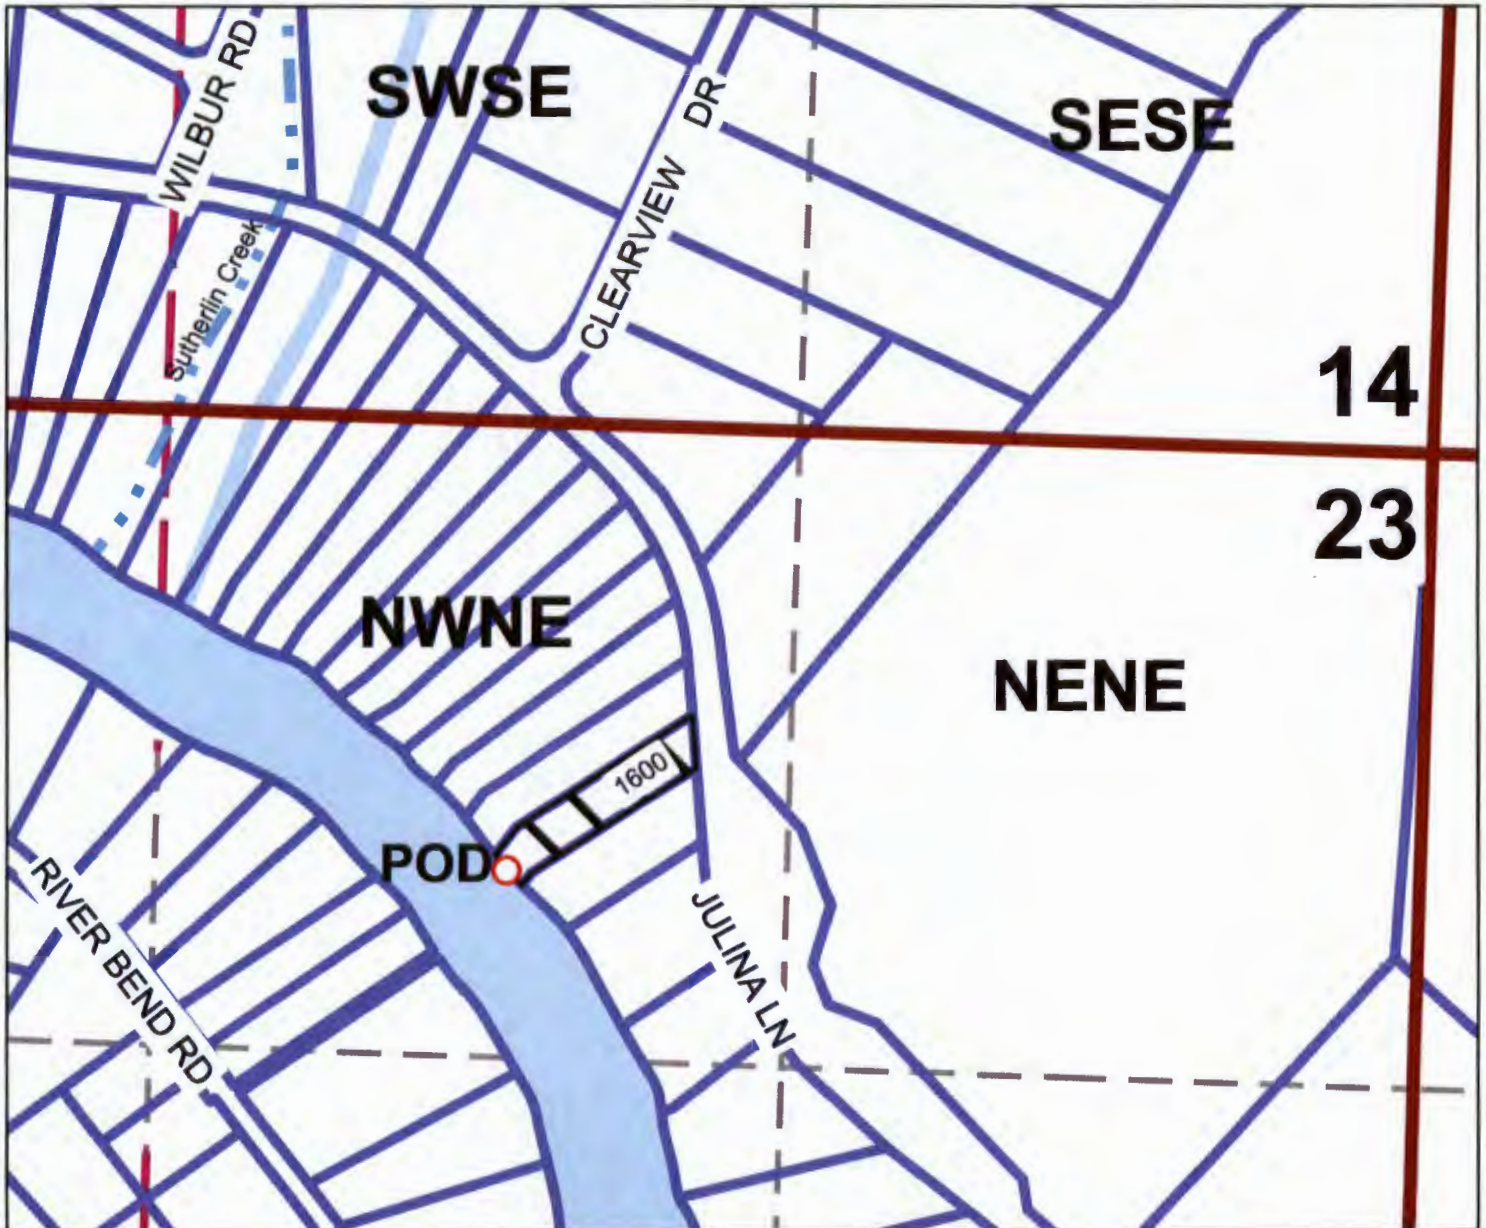 WILBUR RD
SWSE
DR
SESE
CLEARVIEW
Sutherlin Creek
14
23
NWNE
NENE
1600
POD
RIVER BEND RD
JULINA LN